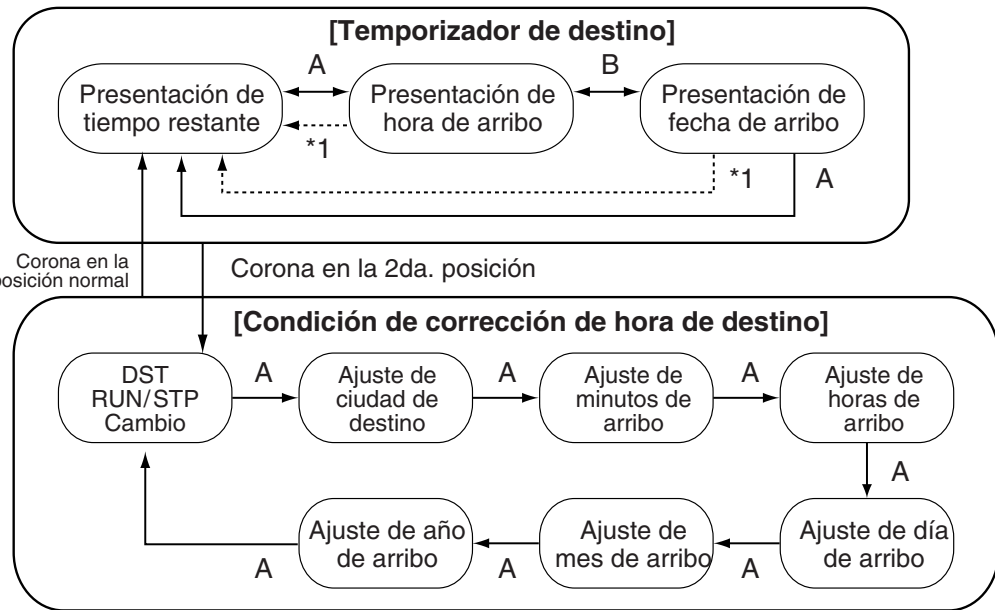 [Temporizador de destino]
A
B
Presentación de
tiempo restante
Presentación de
hora de arribo
Presentación de
fecha de arribo
*1
*1
A
Corona en la
posición normal
Corona en la 2da. posición
[Condición de corrección de hora de destino]
DST
RUN/STP
Cambio
A
Ajuste de
ciudad de
destino
A
Ajuste de
minutos de
arribo
A
Ajuste de
horas de
arribo
A
Ajuste de año
de arribo
Ajuste de
mes de arribo
Ajuste de día
de arribo
A
A
A